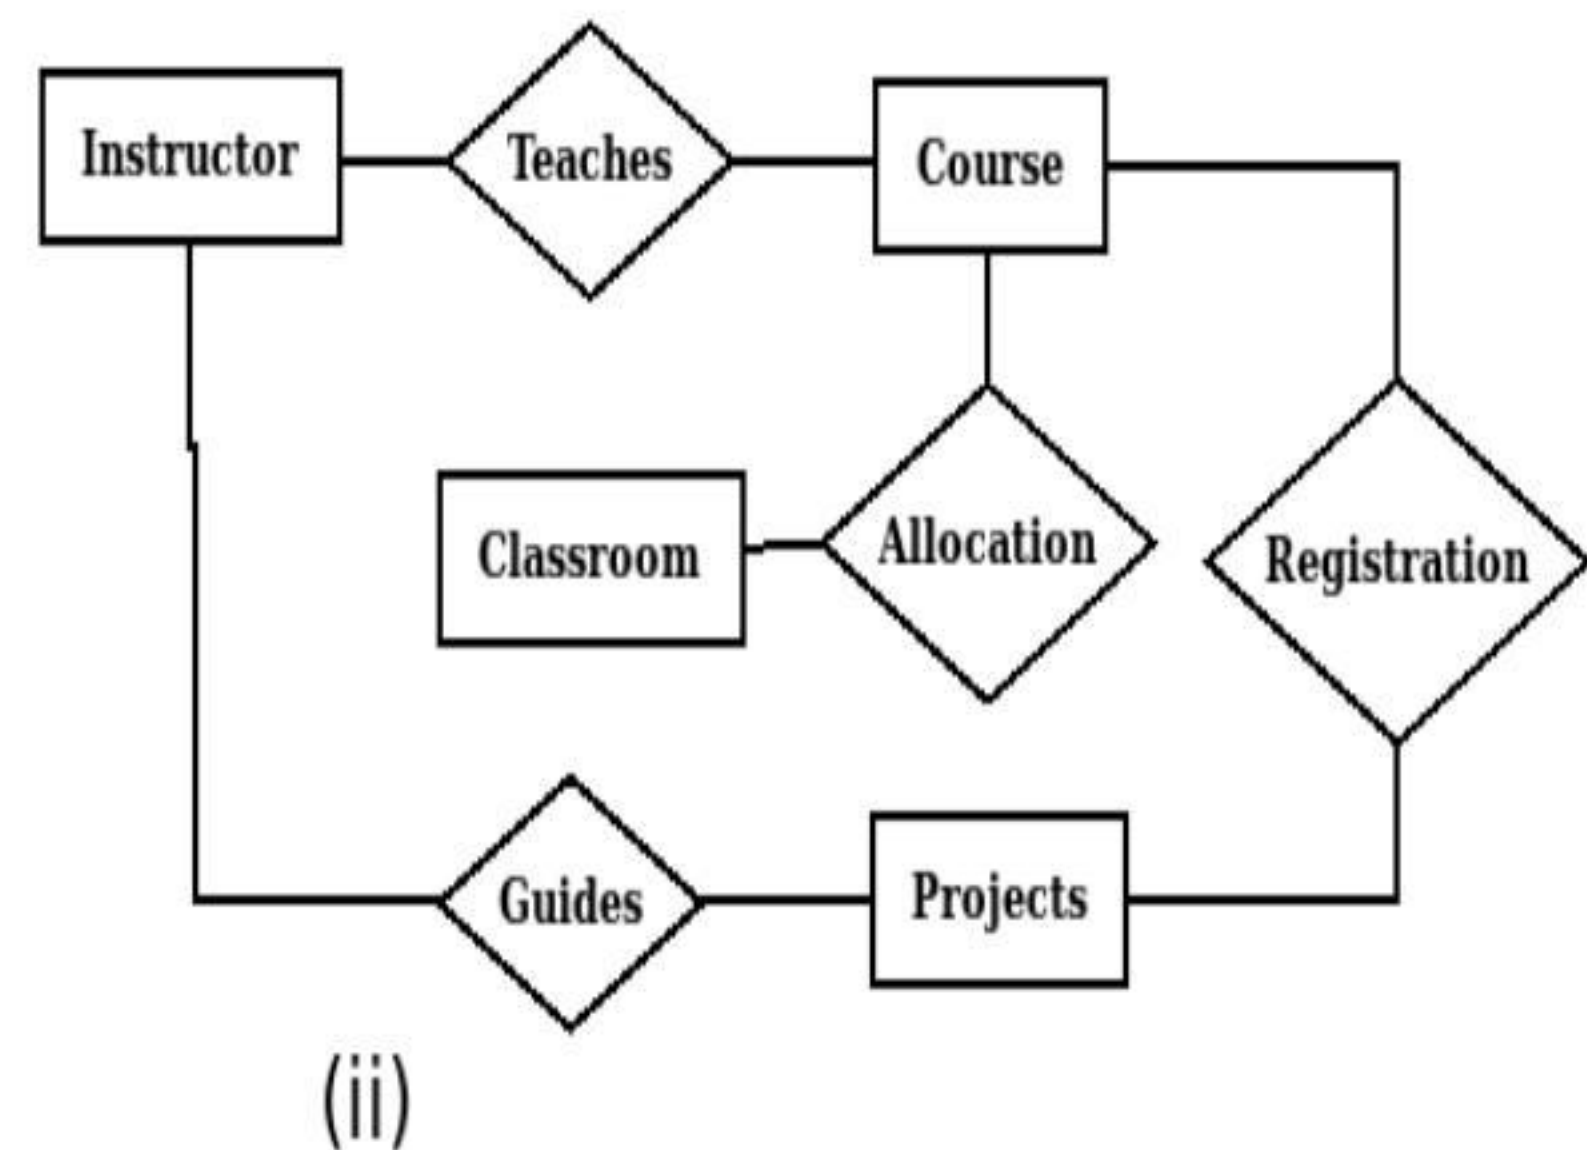 Instructor
Teaches
Course
Classroom
Allocation
Registration
Guides
Projects
(ii)